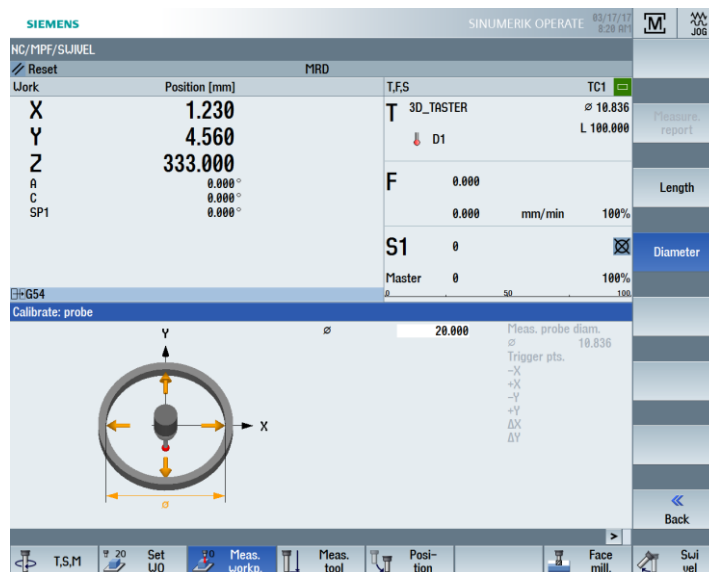 SIEMENS
SINUMERIK OPERATE
03/17/17
8:20 AM
M
JOG
NC/MPF/SWIVEL
Reset
MRD
Work
Position [mm]
T,F,S
TC1
X 1.230
Y 4.560
Z 333.000
A 0.000°
C 0.000°
SP1 0.000°
T 3D_TASTER ø 10.836
D1 L 100.000
F 0.000
0.000 mm/min 100%
S1 0
Master 0 100%
0 50 100
G54
Measure.
report
Length
Diameter
Calibrate: probe
Y
X
ø
ø 20.000
Meas. probe diam.
ø 10.836
Trigger pts.
-X
+X
-Y
+Y
ΔX
ΔY
Back
>
T,S,M
Set
WO
Meas.
workp.
Meas.
tool
Posi-
tion
Face
mill.
Swi
vel